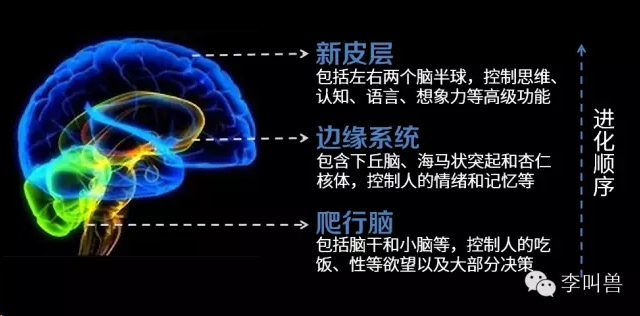 新皮层
包括左右两个脑半球，控制思维、
认知、语言、想象力等高级功能
边缘系统
包含下丘脑、海马状突起和杏仁
核体，控制人的情绪和记忆等
爬行脑
包括脑干和小脑等，控制人的吃
饭、性等欲望以及大部分决策
进化顺序
李叫兽